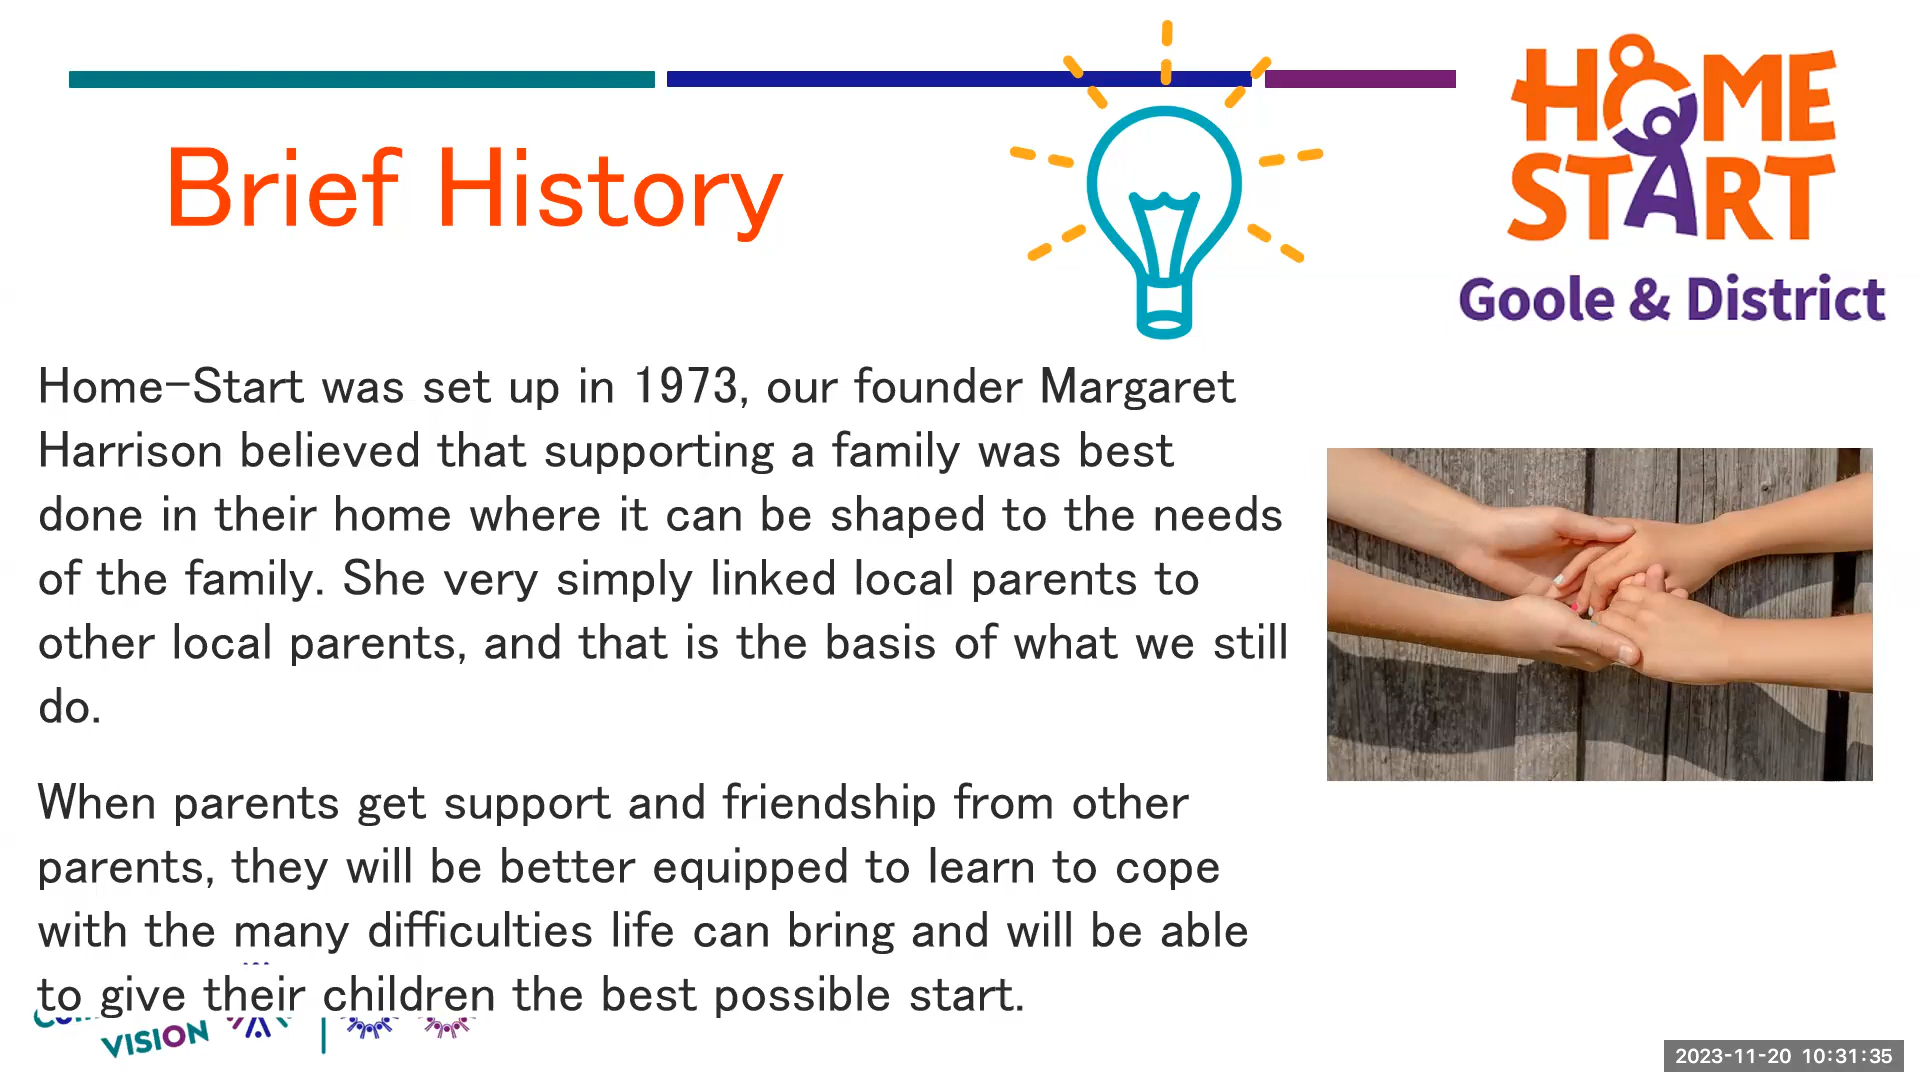 HOME
START
Goole & District
Brief History
Home-Start was set up in 1973, our founder Margaret
Harrison believed that supporting a family was best
done in their home where it can be shaped to the needs
of the family. She very simply linked local parents to
other local parents, and that is the basis of what we still
do.
When parents get support and friendship from other
parents, they will be better equipped to learn to cope
with the many difficulties life can bring and will be able
to give their children the best possible start.
VISION
2023-11-20 10:31:35